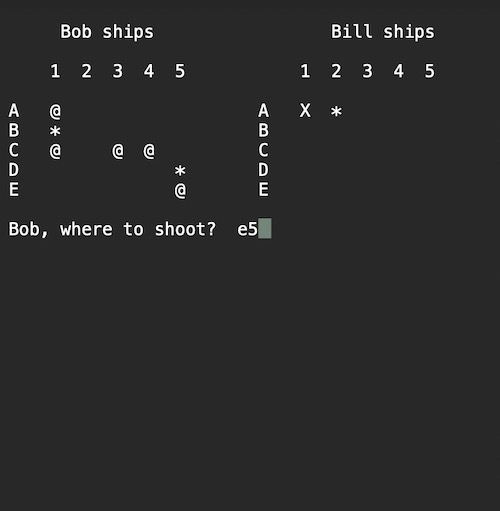 Bob ships                 Bill ships
1  2  3  4  5           1  2  3  4  5
A   @                   A   X  *
B   *                   B
C   @     @  @          C
D               *       D
E               @       E
Bob, where to shoot?  e5